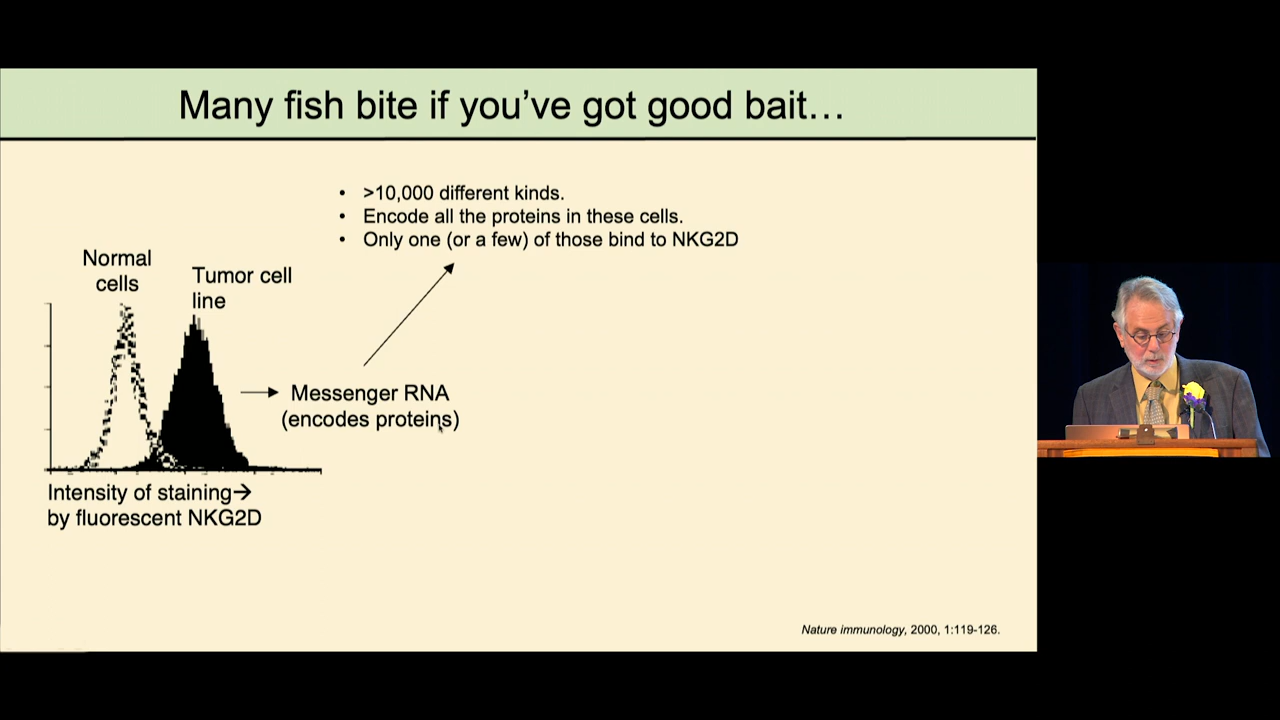 Many fish bite if you've got good bait…
• >10,000 different kinds.
• Encode all the proteins in these cells.
• Only one (or a few) of those bind to NKG2D
Normal
cells
Tumor cell
line
Messenger RNA
(encodes proteins)
Intensity of staining→
by fluorescent NKG2D
Nature immunology, 2000, 1:119-126.